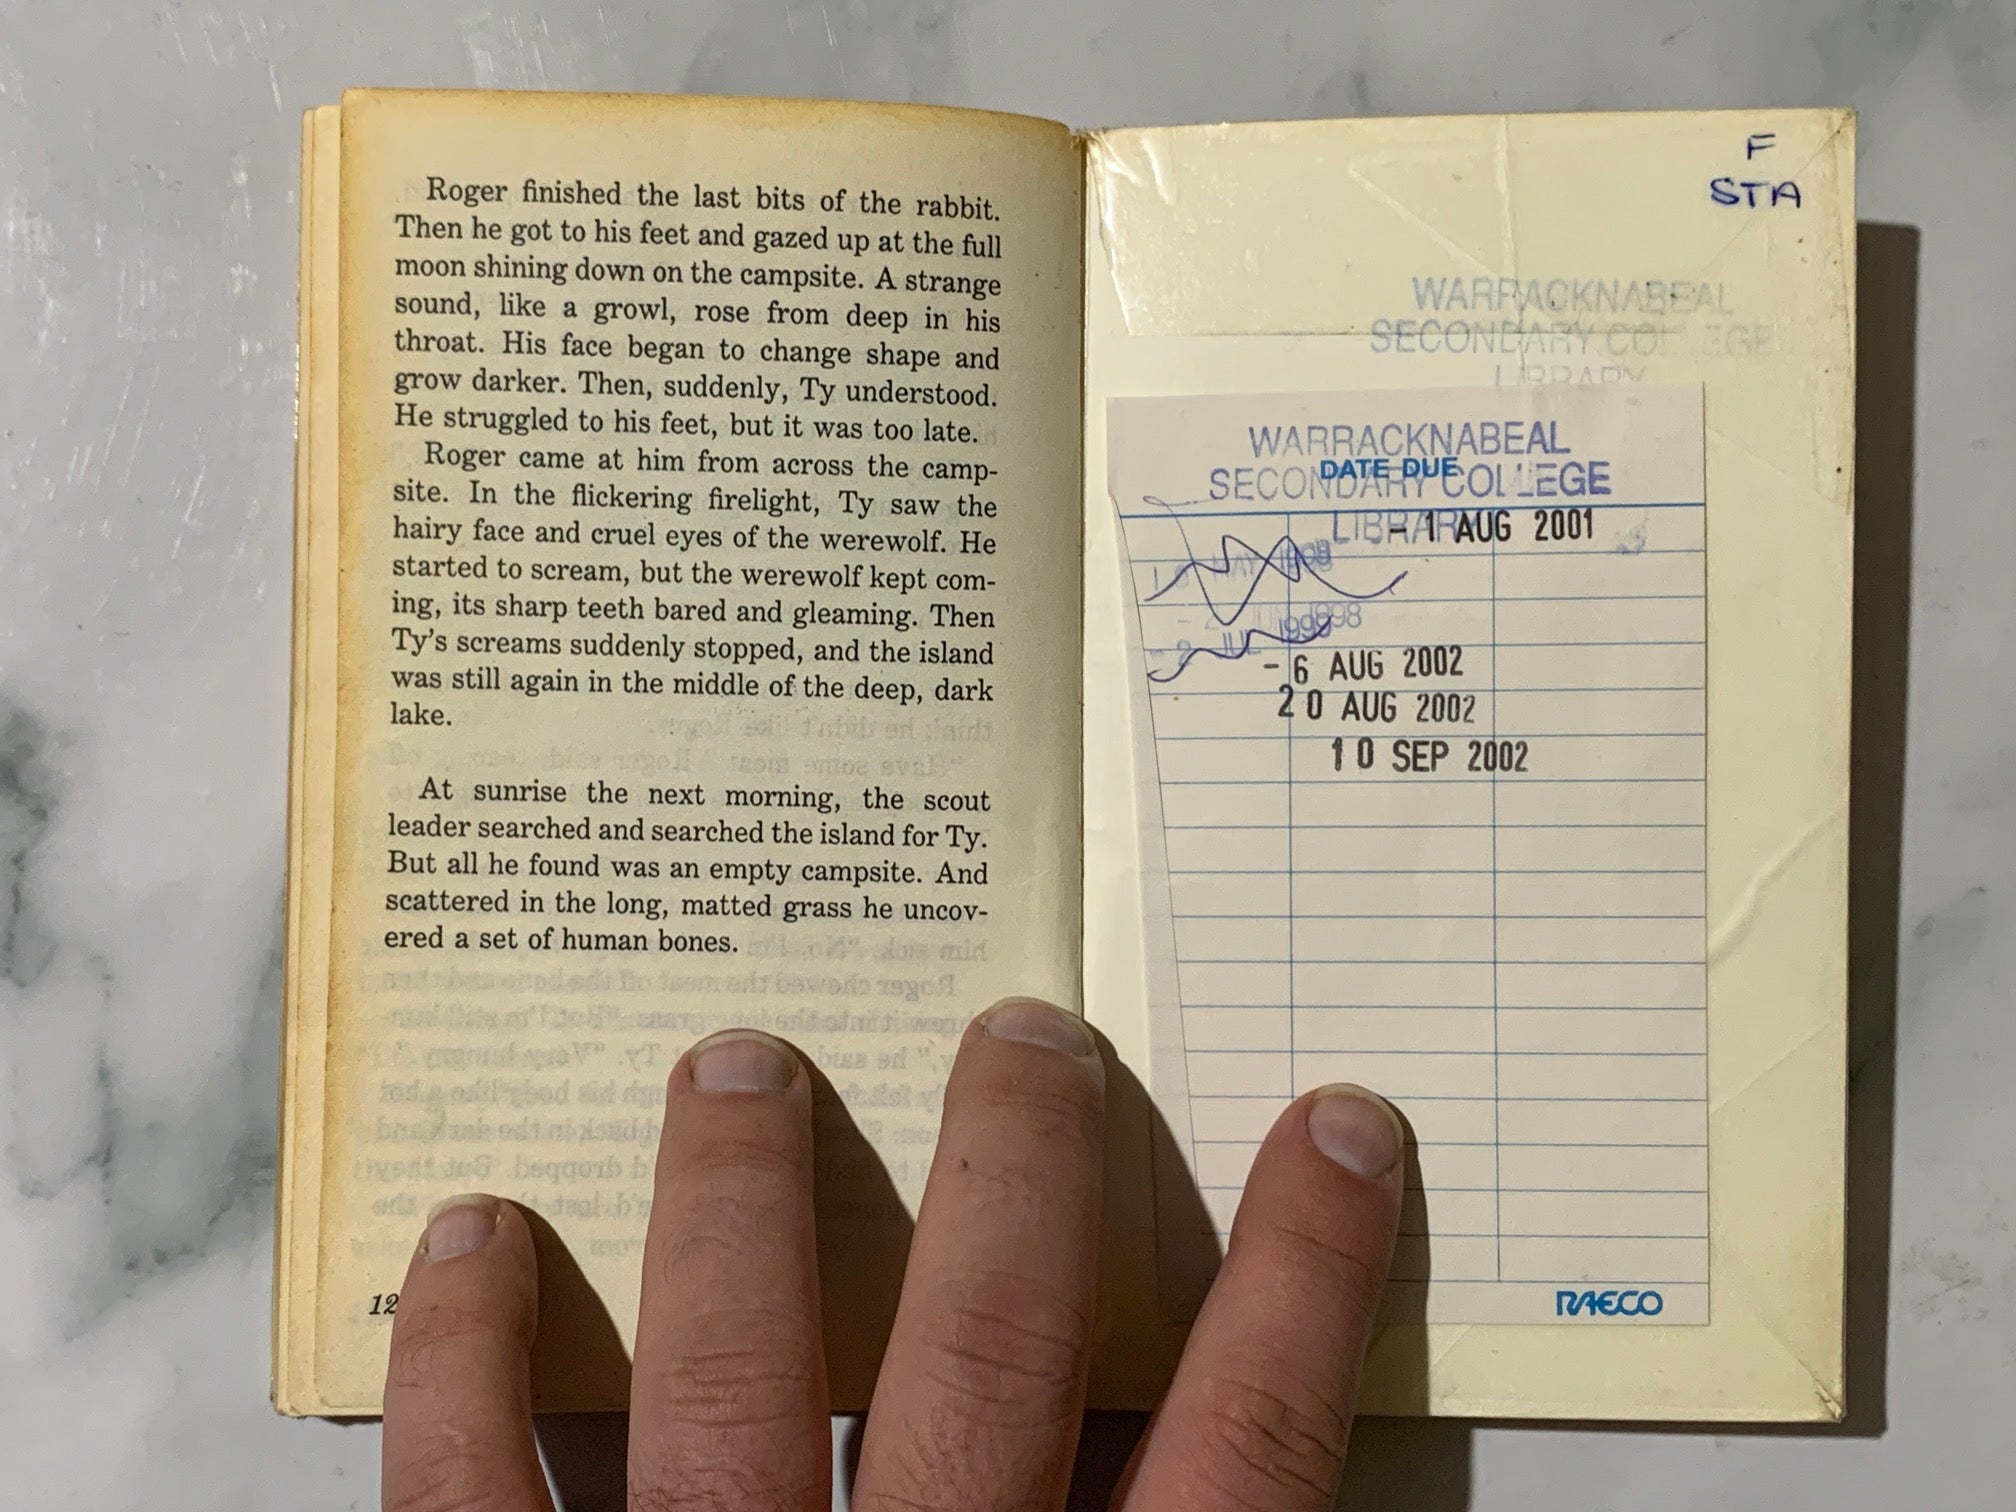 Roger finished the last bits of the rabbit.
Then he got to his feet and gazed up at the full
moon shining down on the campsite. A strange
sound, like a growl, rose from deep in his
throat. His face began to change shape and
grow darker. Then, suddenly, Ty understood.
He struggled to his feet, but it was too late.
Roger came at him from across the camp-
site. In the flickering firelight, Ty saw the
hairy face and cruel eyes of the werewolf. He
started to scream, but the werewolf kept com-
ing, its sharp teeth bared and gleaming. Then
Ty's screams suddenly stopped, and the island
was still again in the middle of the deep, dark
lake.
At sunrise the next morning, the scout
leader searched and searched the island for Ty.
But all he found was an empty campsite. And
scattered in the long, matted grass he uncov-
ered a set of human bones.
12
F
STA
WARRACKNABEAL
SECONDARY COLLEGE
LIBRARY
WARRACKNABEAL
DATE DUE
SECONDARY COLLEGE
LIBRARY
- 1 AUG 2001
MAY 1998
JUN 1998
JUL 1998
- 6 AUG 2002
20 AUG 2002
10 SEP 2002
RAECO